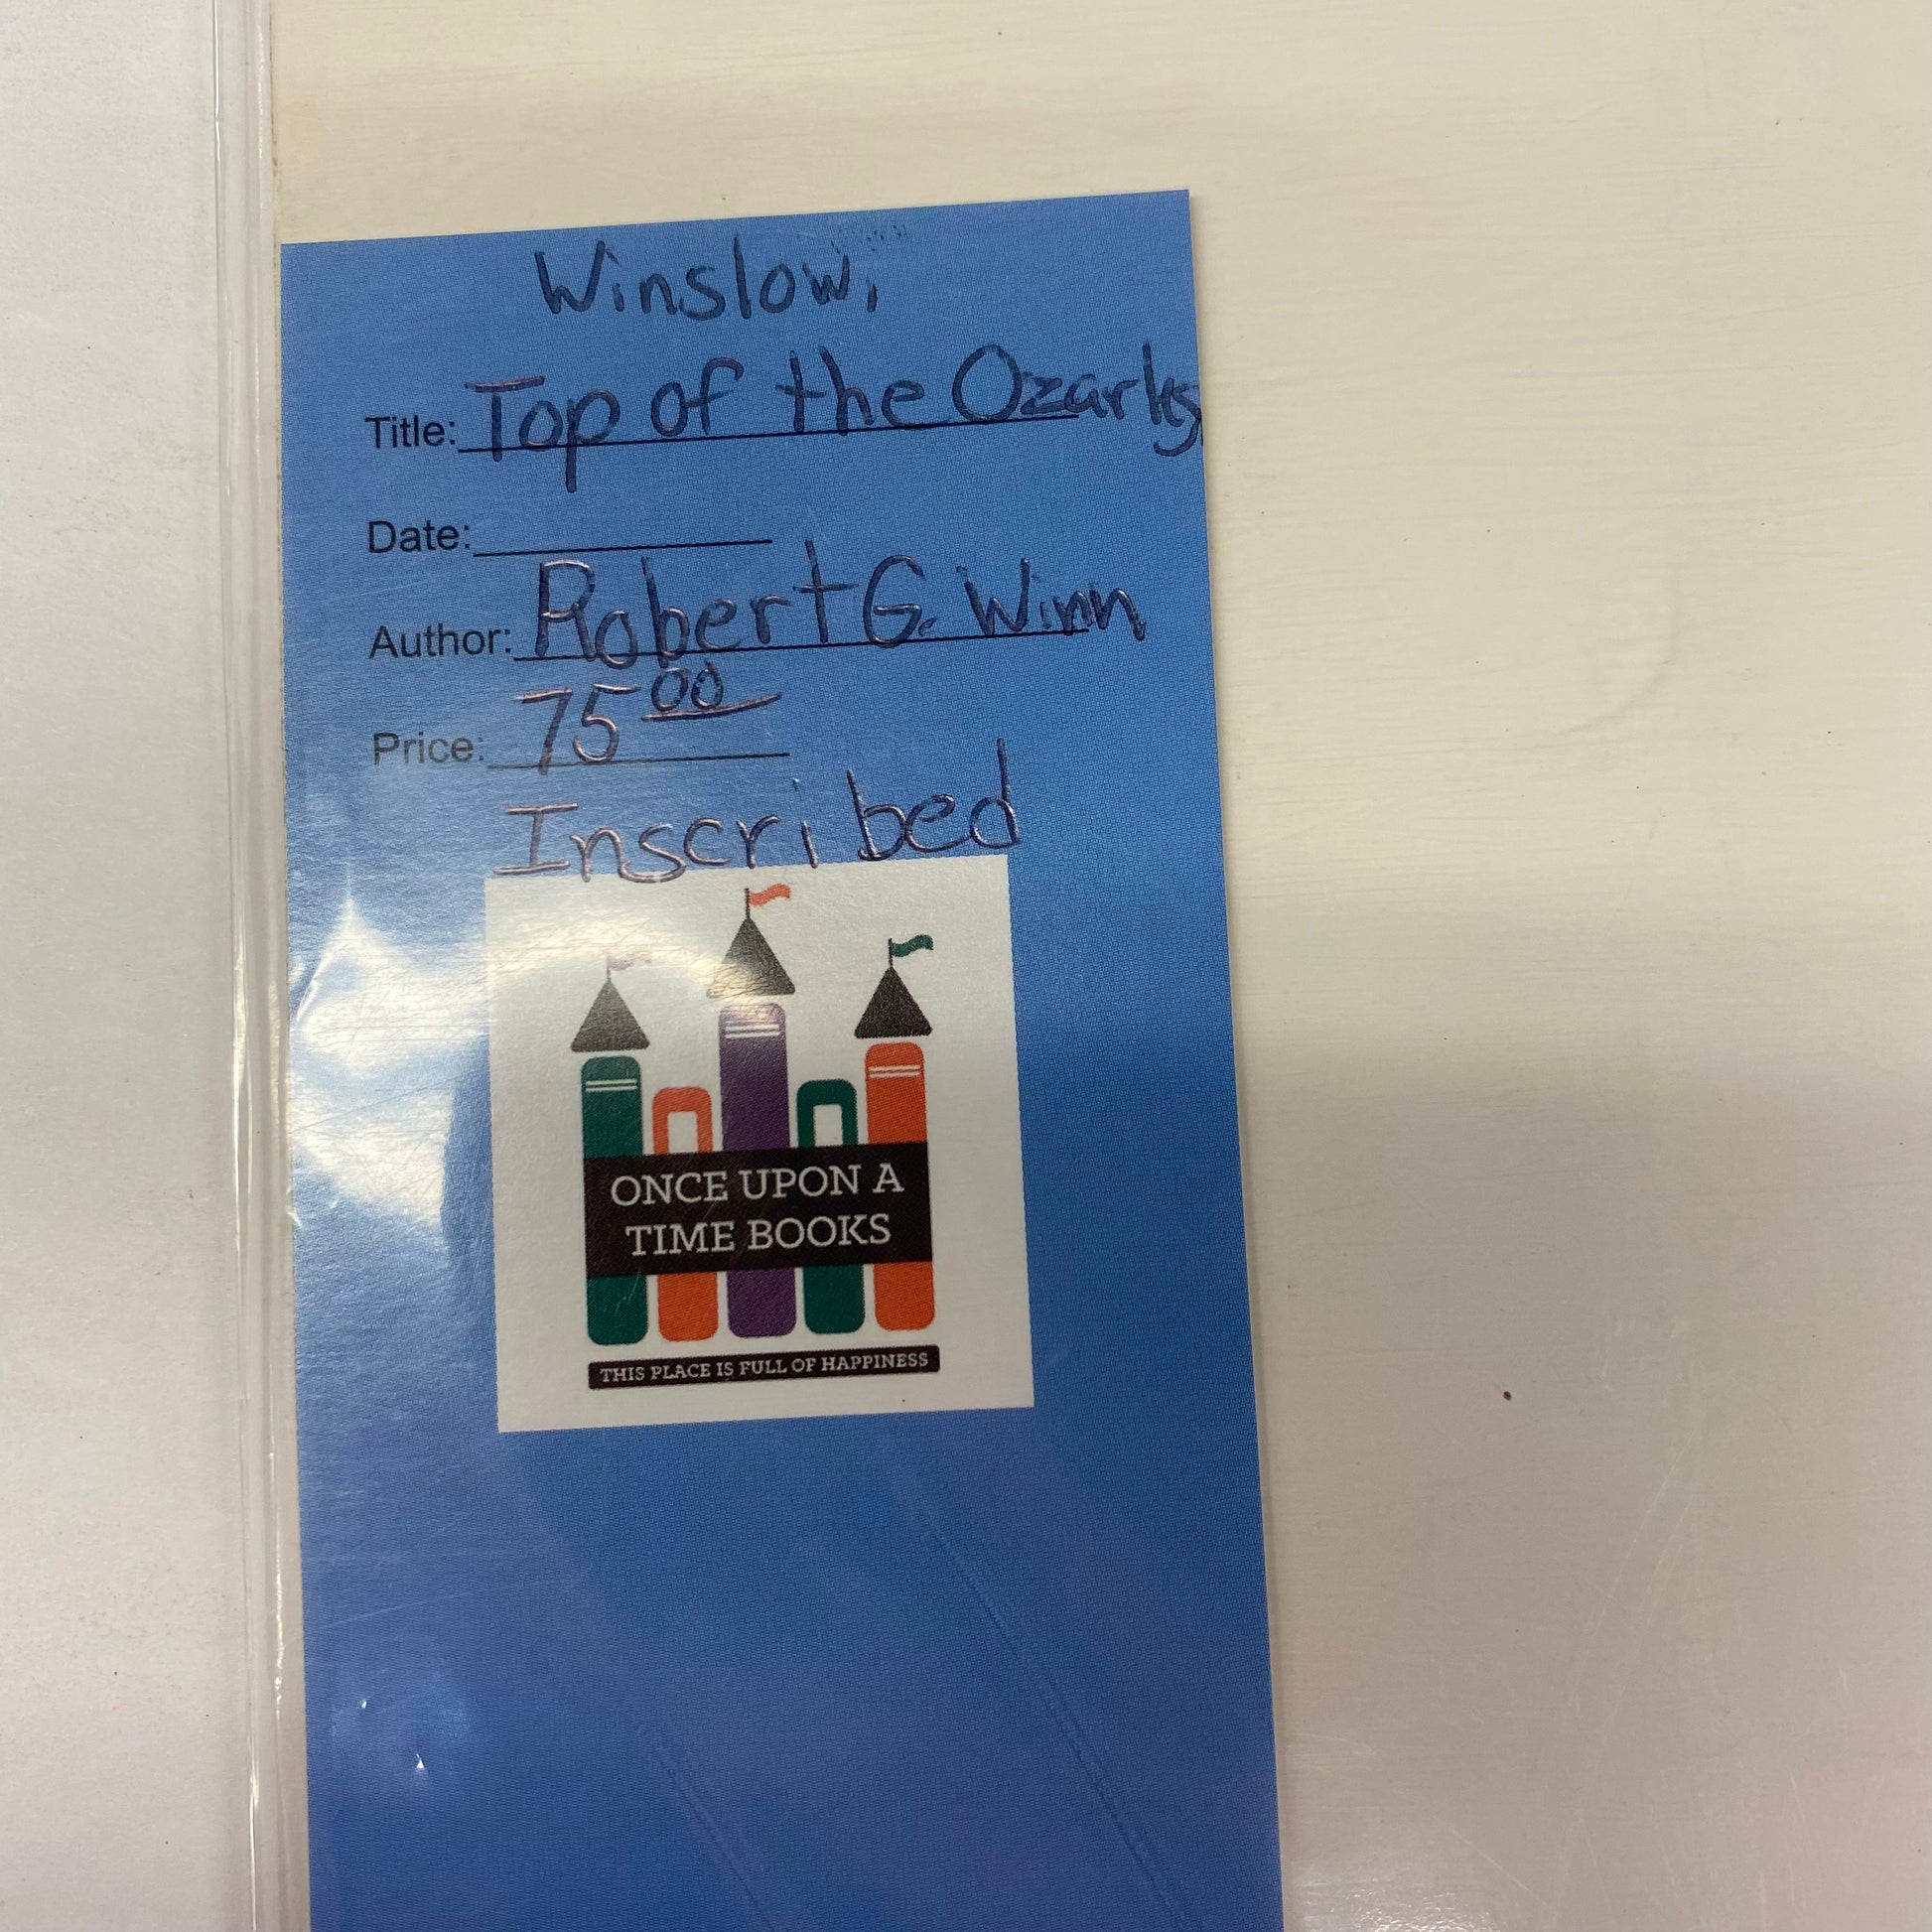 Winslow,
Title: Top of the Ozarks
Date:
Author: Robert G. Winn
Price: 75 00
Inscribed
ONCE UPON A
TIME BOOKS
THIS PLACE IS FULL OF HAPPINESS